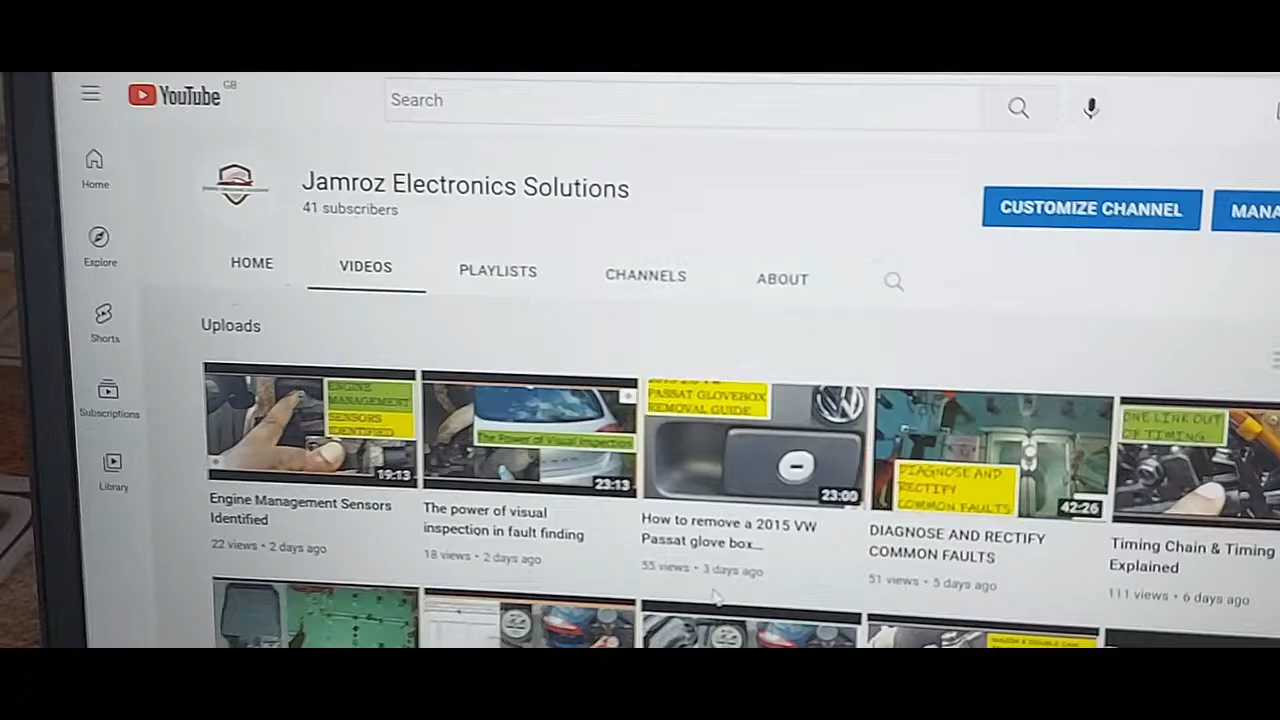 YouTube GB
Search
Home
Jamroz Electronics Solutions
41 subscribers
CUSTOMIZE CHANNEL
MANA
Explore
HOME
VIDEOS
PLAYLISTS
CHANNELS
ABOUT
Shorts
Uploads
Subscriptions
Library
ENGINE
MANAGEMENT
SENSORS
IDENTIFIED
19:13
The Power of Visual Inspection
23:13
PASSAT GLOVEBOX
REMOVAL GUIDE
23:00
DIAGNOSE AND
RECTIFY
COMMON FAULTS
42:26
ONE LINK OUT
OF TIMING
Engine Management Sensors
Identified
22 views • 2 days ago
The power of visual
inspection in fault finding
18 views • 2 days ago
How to remove a 2015 VW
Passat glove box_
55 views • 3 days ago
DIAGNOSE AND RECTIFY
COMMON FAULTS
51 views • 5 days ago
Timing Chain & Timing
Explained
111 views • 6 days ago